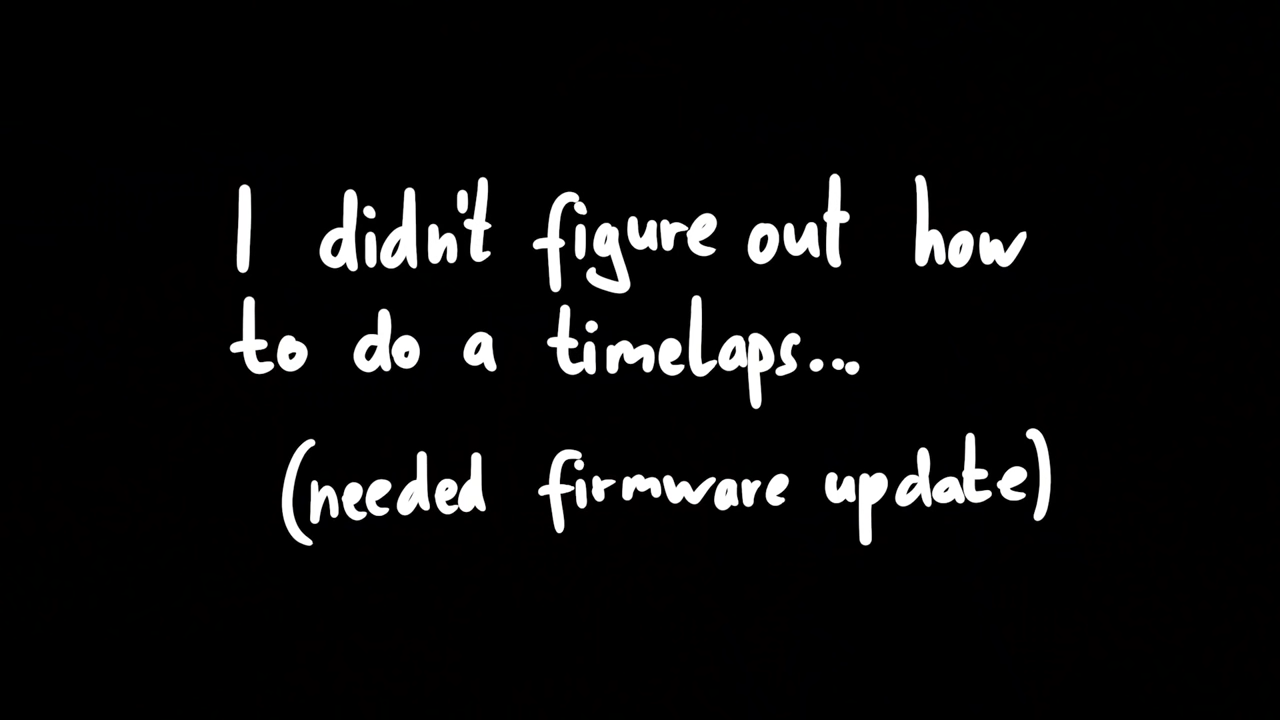 I didn't figure out how
to do a timelaps...
(needed firmware update)